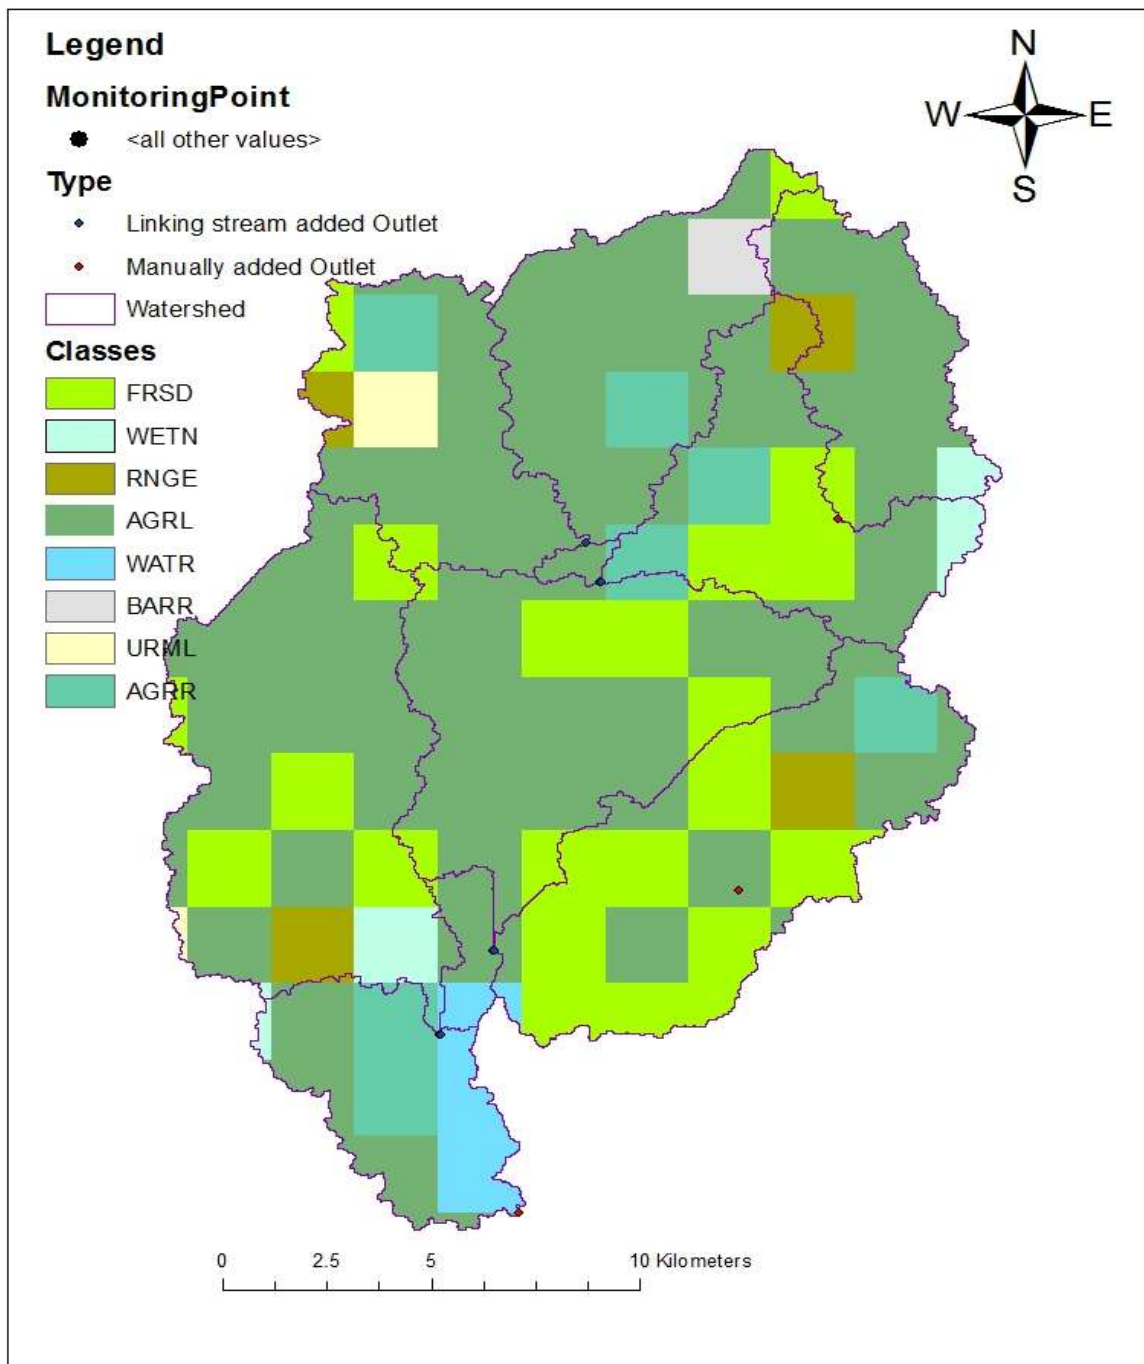 Legend
MonitoringPoint
<all other values>
Type
Linking stream added Outlet
Manually added Outlet
Watershed
Classes
FRSD
WETN
RNGE
AGRL
WATR
BARR
URML
AGRR
N
W E
S
0 2.5 5 10 Kilometers